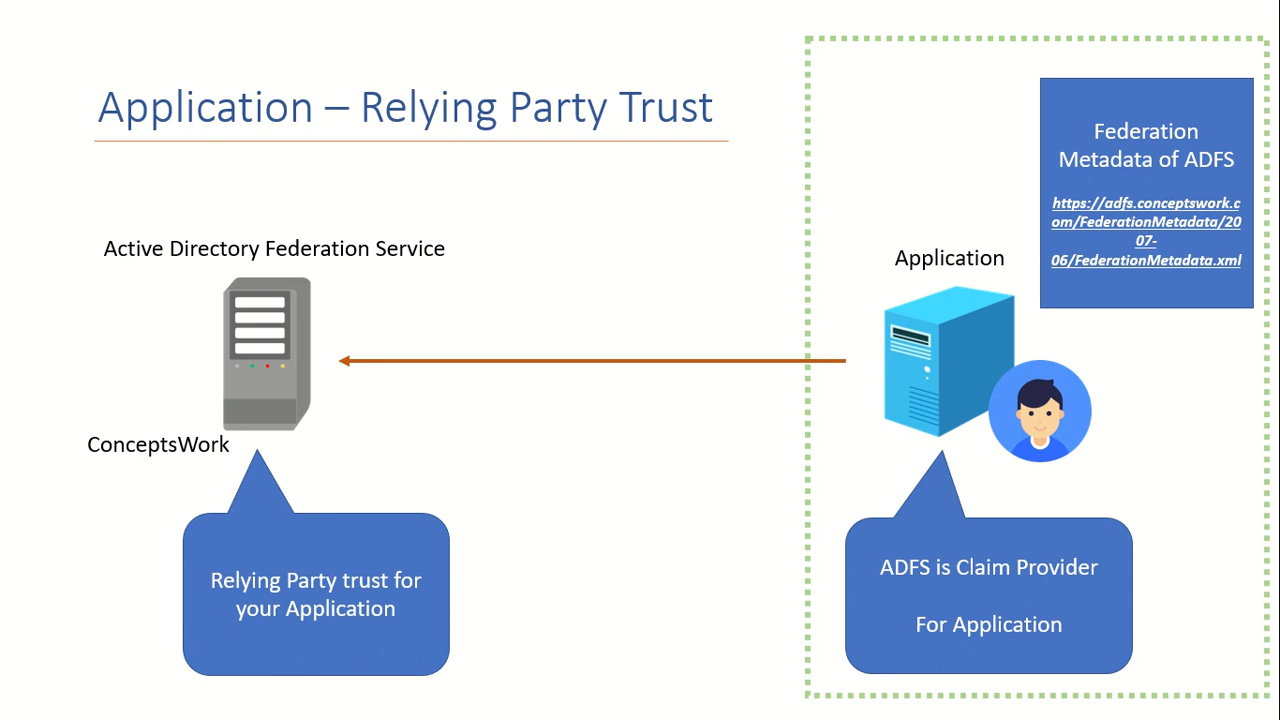 Application – Relying Party Trust
Active Directory Federation Service
ConceptsWork
Relying Party trust for
your Application
Federation
Metadata of ADFS
https://adfs.conceptswork.c
om/FederationMetadata/20
07-
06/FederationMetadata.xml
Application
ADFS is Claim Provider
For Application